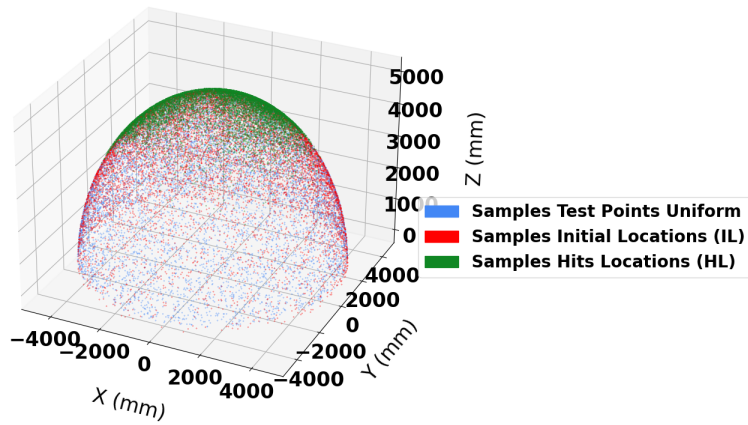 5000
4000
3000
2000
1000
0
Z (mm)
Samples Test Points Uniform
Samples Initial Locations (IL)
Samples Hits Locations (HL)
4000
2000
0
−2000
−4000
Y (mm)
−4000
−2000
0
2000
4000
X (mm)